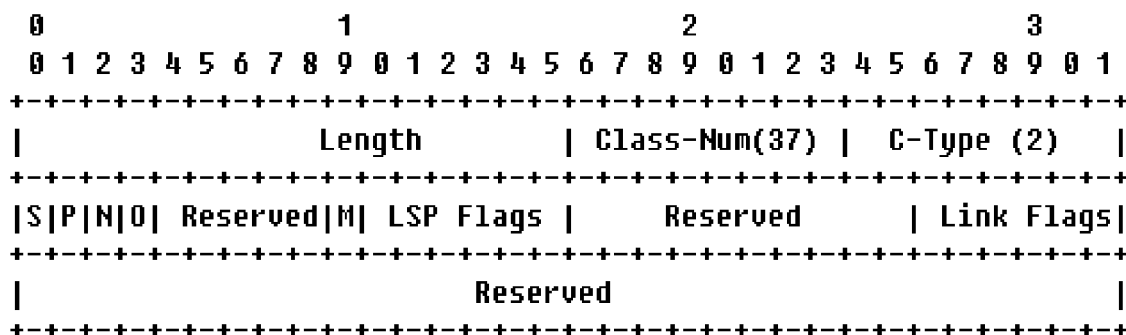 0                   1                   2                   3
 0 1 2 3 4 5 6 7 8 9 0 1 2 3 4 5 6 7 8 9 0 1 2 3 4 5 6 7 8 9 0 1
+-+-+-+-+-+-+-+-+-+-+-+-+-+-+-+-+-+-+-+-+-+-+-+-+-+-+-+-+-+-+-+-+
|                 Length        | Class-Num(37) |  C-Type (2)   |
+-+-+-+-+-+-+-+-+-+-+-+-+-+-+-+-+-+-+-+-+-+-+-+-+-+-+-+-+-+-+-+-+
|S|P|N|O| Reserved|M| LSP Flags |     Reserved      | Link Flags|
+-+-+-+-+-+-+-+-+-+-+-+-+-+-+-+-+-+-+-+-+-+-+-+-+-+-+-+-+-+-+-+-+
|                          Reserved                             |
+-+-+-+-+-+-+-+-+-+-+-+-+-+-+-+-+-+-+-+-+-+-+-+-+-+-+-+-+-+-+-+-+